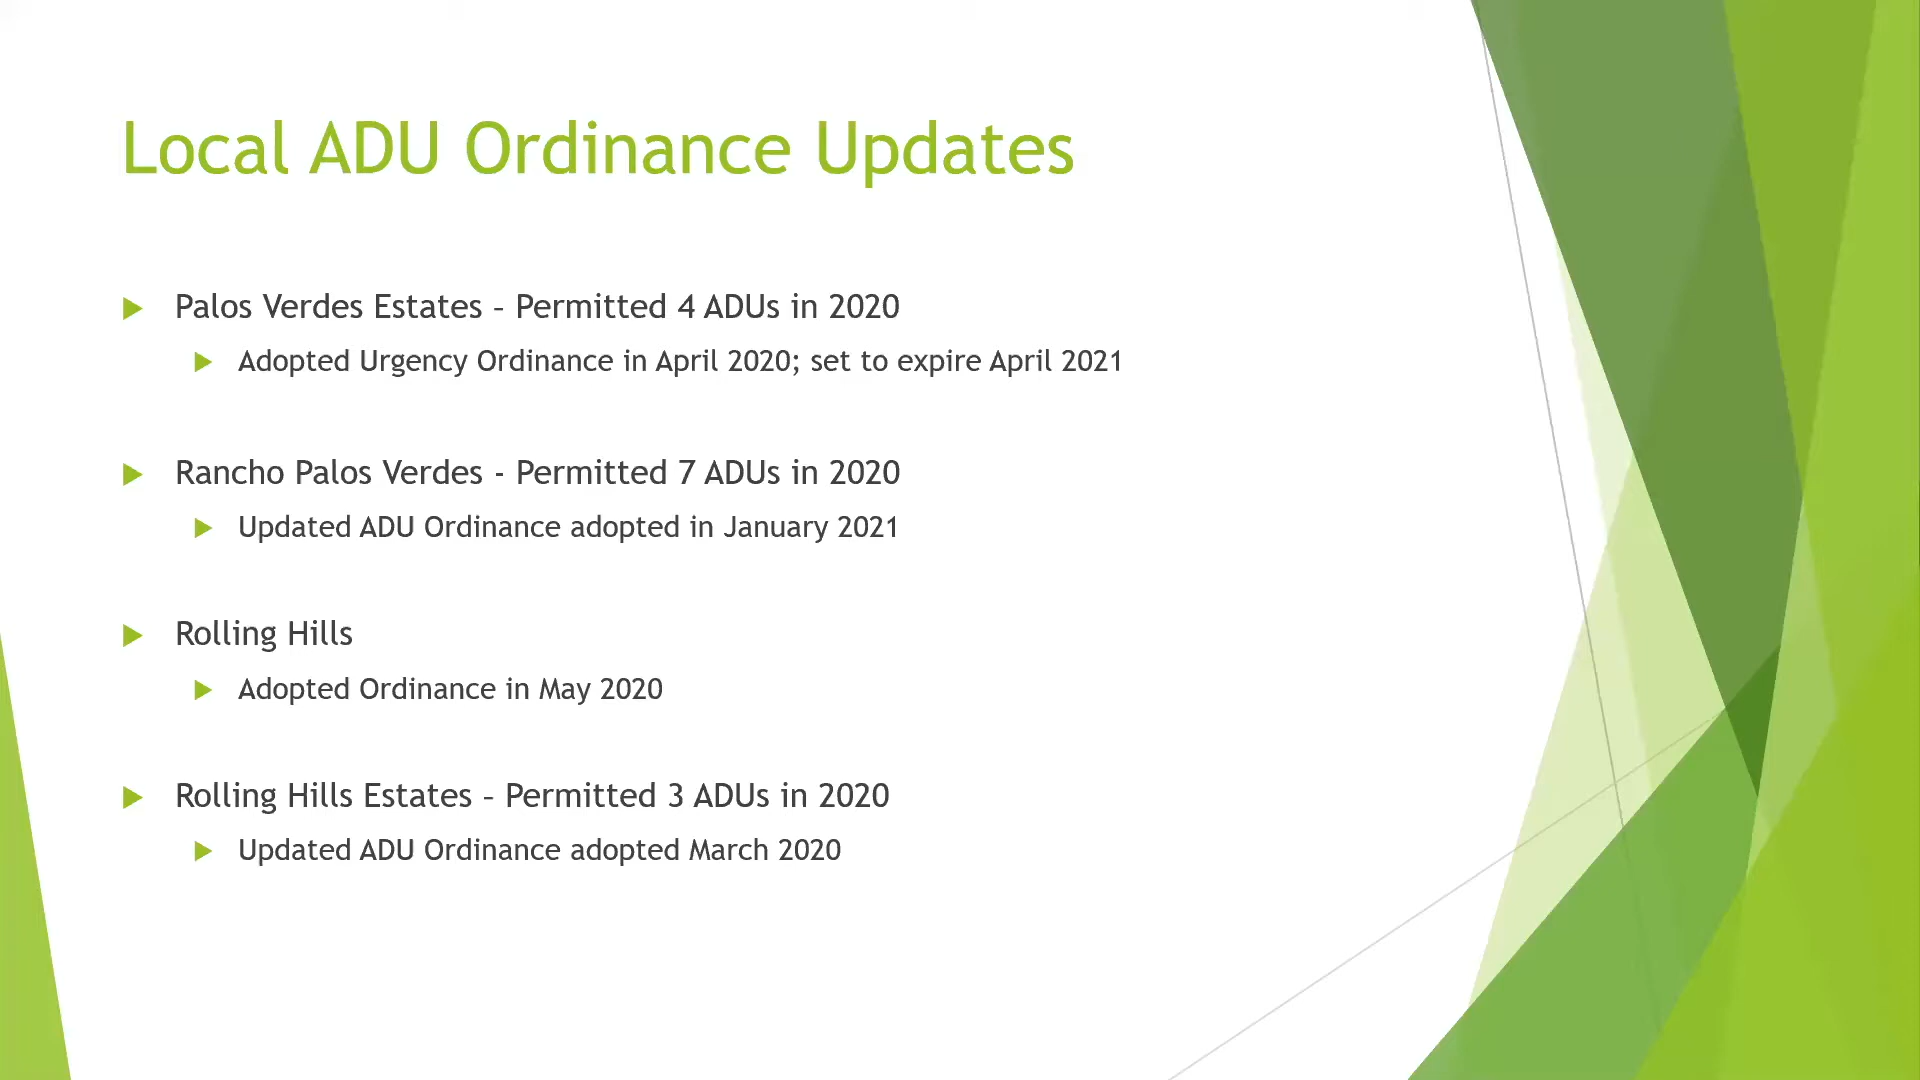 Local ADU Ordinance Updates
Palos Verdes Estates – Permitted 4 ADUs in 2020
Adopted Urgency Ordinance in April 2020; set to expire April 2021
Rancho Palos Verdes - Permitted 7 ADUs in 2020
Updated ADU Ordinance adopted in January 2021
Rolling Hills
Adopted Ordinance in May 2020
Rolling Hills Estates – Permitted 3 ADUs in 2020
Updated ADU Ordinance adopted March 2020